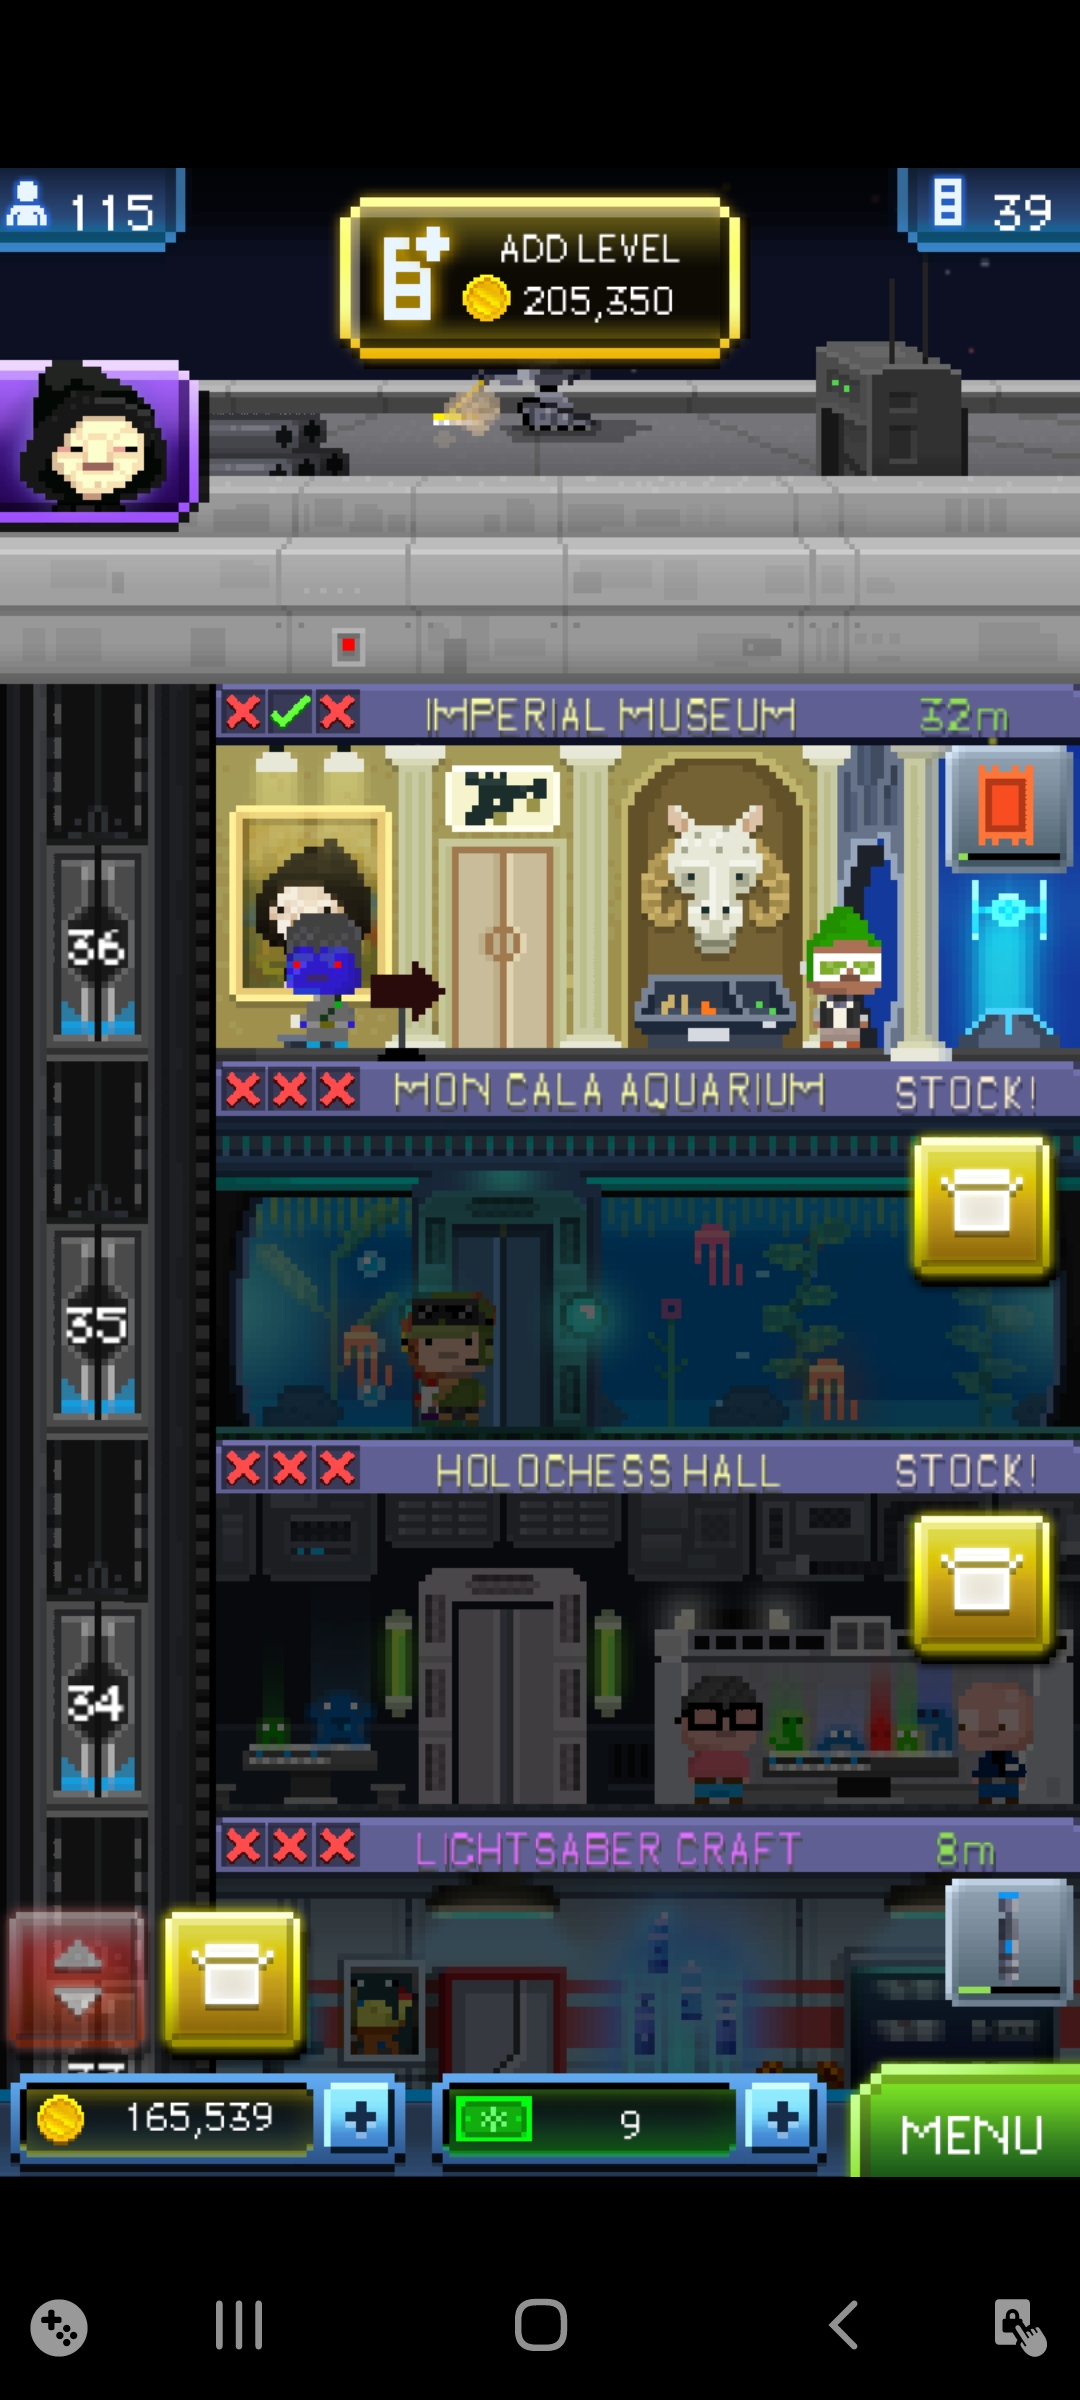 115
ADD LEVEL
205,350
39
IMPERIAL MUSEUM 32m
36
MON CALA AQUARIUM STOCK!
35
HOLOCHESS HALL STOCK!
34
LIGHTSABER CRAFT 8m
165,539
9
MENU